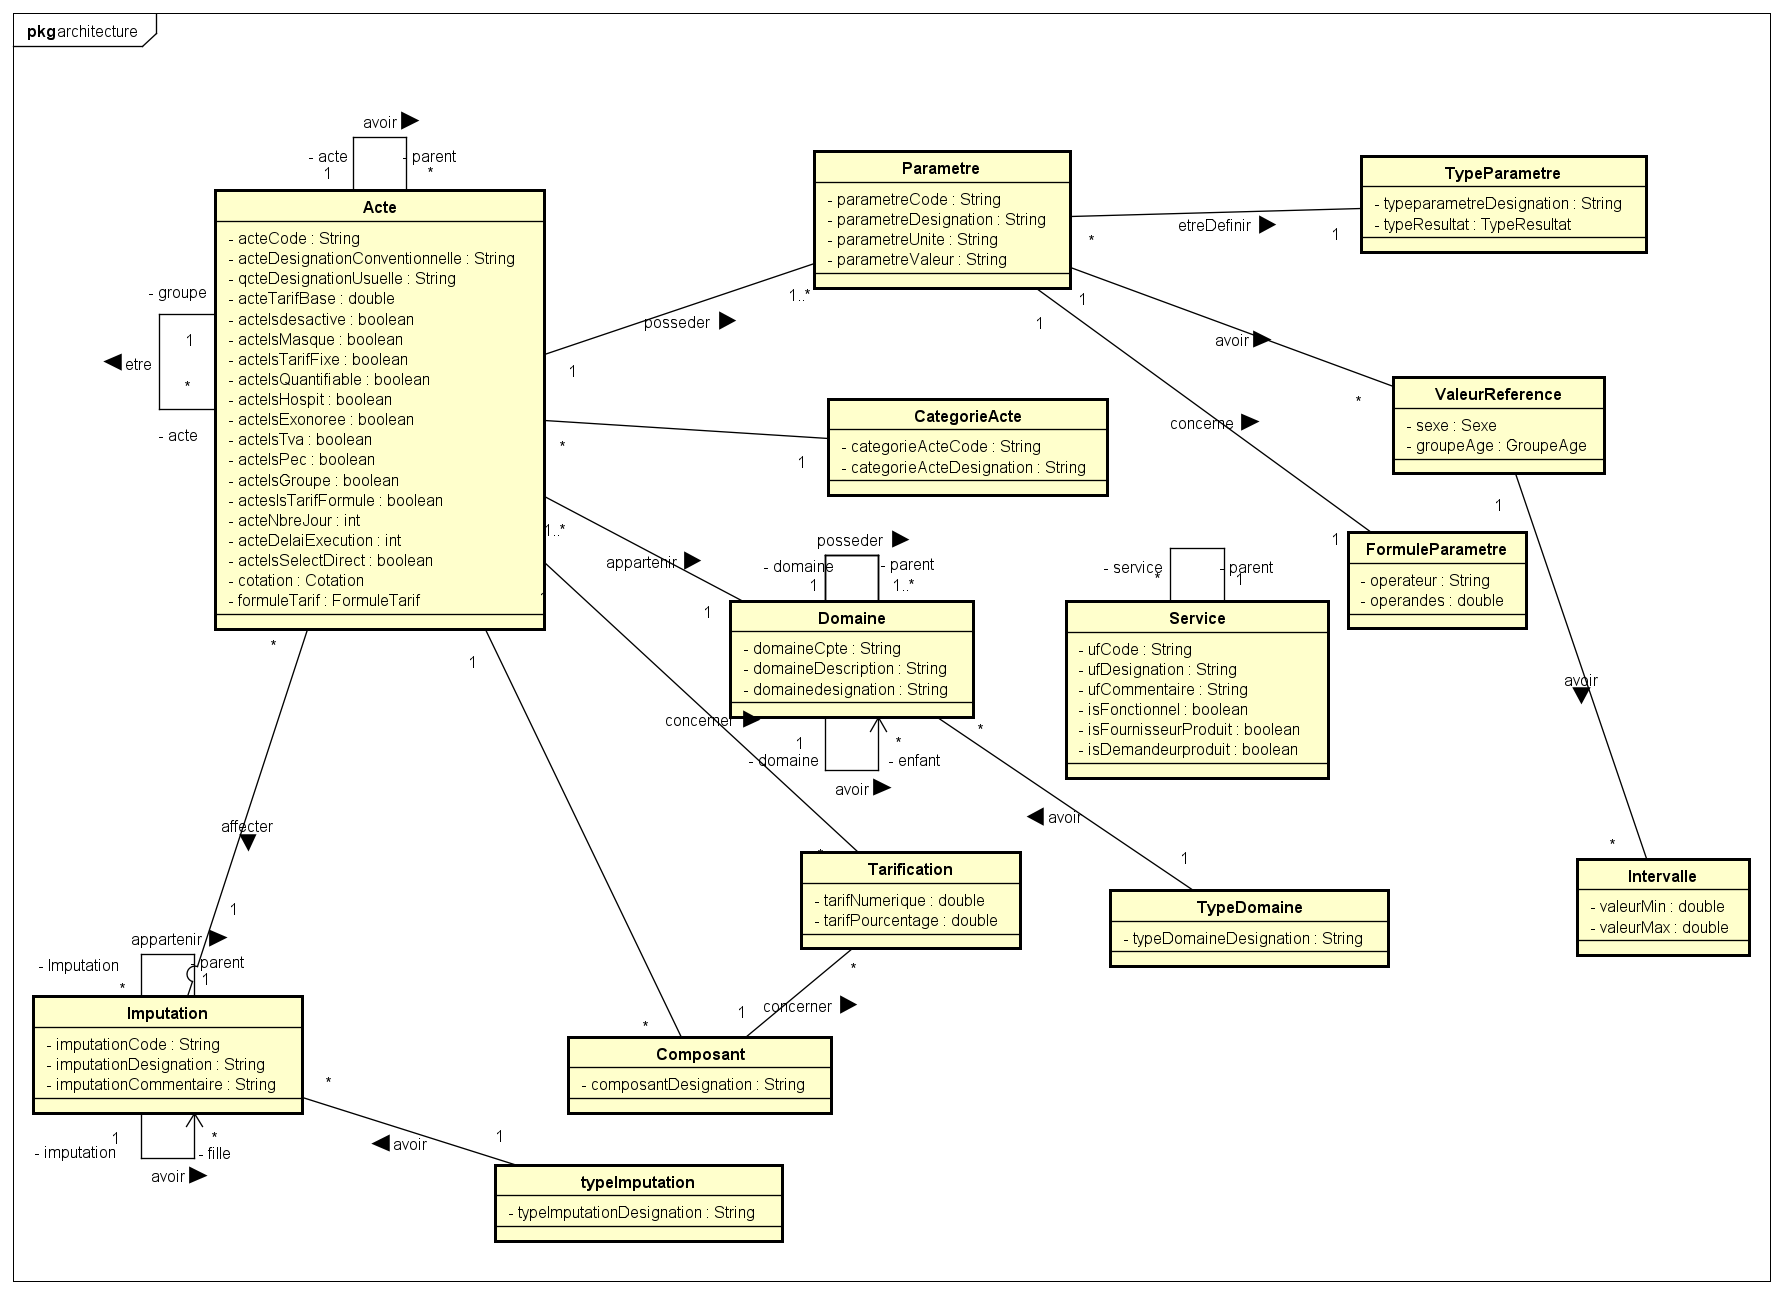 pkg architecture
avoir
- acte
- parent
1
*
Acte
- acteCode : String
- acteDesignationConventionnelle : String
- qcteDesignationUsuelle : String
- acteTarifBase : double
- acteIsdesactive : boolean
- acteIsMasque : boolean
- acteIsTarifFixe : boolean
- acteIsQuantifiable : boolean
- acteIsHospit : boolean
- acteIsExonoree : boolean
- acteIsTva : boolean
- acteIsPec : boolean
- acteIsGroupe : boolean
- actesIsTarifFormule : boolean
- acteNbreJour : int
- acteDelaiExecution : int
- acteIsSelectDirect : boolean
- cotation : Cotation
- formuleTarif : FormuleTarif
- groupe
1
etre
*
- acte
posseder
1..*
1
Parametre
- parametreCode : String
- parametreDesignation : String
- parametreUnite : String
- parametreValeur : String
*
etreDefinir
1
TypeParametre
- typeparametreDesignation : String
- typeResultat : TypeResultat
1
avoir
*
1
concerne
1
ValeurReference
- sexe : Sexe
- groupeAge : GroupeAge
*
1
CategorieActe
- categorieActeCode : String
- categorieActeDesignation : String
1..*
appartenir
1
posseder
- domaine
- parent
1
1..*
Domaine
- domaineCpte : String
- domaineDescription : String
- domainedesignation : String
1
*
- domaine
- enfant
avoir
- service
- parent
*
1
Service
- ufCode : String
- ufDesignation : String
- ufCommentaire : String
- isFonctionnel : boolean
- isFournisseurProduit : boolean
- isDemandeurproduit : boolean
FormuleParametre
- operateur : String
- operandes : double
1
avoir
*
Intervalle
- valeurMin : double
- valeurMax : double
1
concerner
*
Tarification
- tarifNumerique : double
- tarifPourcentage : double
*
avoir
1
TypeDomaine
- typeDomaineDesignation : String
*
concerner
1
1
*
Composant
- composantDesignation : String
*
affecter
1
appartenir
- Imputation
- parent
*
1
Imputation
- imputationCode : String
- imputationDesignation : String
- imputationCommentaire : String
1
*
- imputation
- fille
avoir
*
avoir
1
typeImputation
- typeImputationDesignation : String